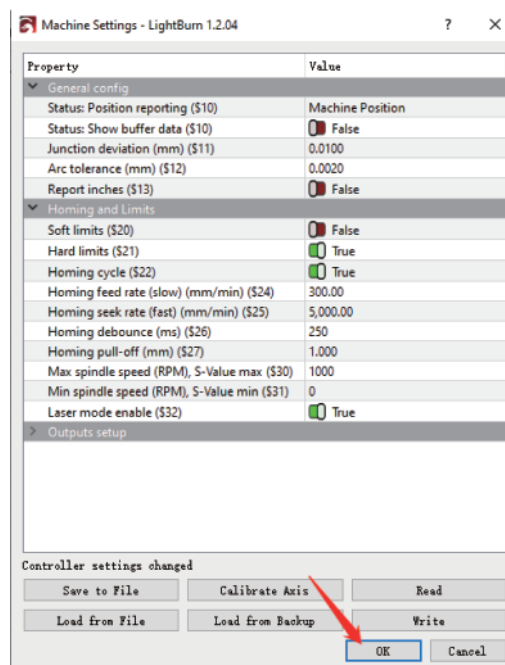 Machine Settings - LightBurn 1.2.04 ? ×
Property Value
General config
Status: Position reporting ($10) Machine Position
Status: Show buffer data ($10) False
Junction deviation (mm) ($11) 0.0100
Arc tolerance (mm) ($12) 0.0020
Report inches ($13) False
Homing and Limits
Soft limits ($20) False
Hard limits ($21) True
Homing cycle ($22) True
Homing feed rate (slow) (mm/min) ($24) 300.00
Homing seek rate (fast) (mm/min) ($25) 5,000.00
Homing debounce (ms) ($26) 250
Homing pull-off (mm) ($27) 1.000
Max spindle speed (RPM), S-Value max ($30) 1000
Min spindle speed (RPM), S-Value min ($31) 0
Laser mode enable ($32) True
Outputs setup
Controller settings changed
Save to File Calibrate Axis Read
Load from File Load from Backup Write
OK Cancel